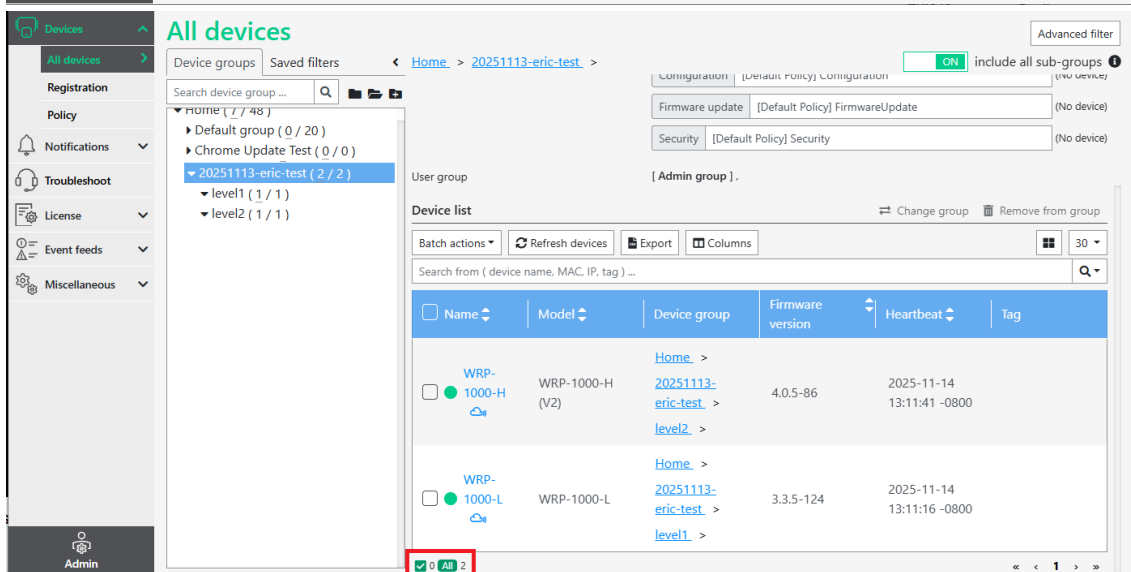 Devices
All devices
Registration
Policy
Notifications
Troubleshoot
License
Event feeds
Miscellaneous
Admin
All devices
Advanced filter
Device groups Saved filters
Home > 20251113-eric-test >
ON include all sub-groups
Search device group ...
Home ( 7 / 48 )
Default group ( 0 / 20 )
Chrome Update Test ( 0 / 0 )
20251113-eric-test ( 2 / 2 )
level1 ( 1 / 1 )
level2 ( 1 / 1 )
Configuration [Default Policy] Configuration (No device)
Firmware update [Default Policy] FirmwareUpdate (No device)
Security [Default Policy] Security (No device)
User group [ Admin group ] .
Device list Change group Remove from group
Batch actions Refresh devices Export Columns 30
Search from ( device name, MAC, IP, tag ) ...
Name Model Device group Firmware version Heartbeat Tag
WRP-1000-H
WRP-1000-H (V2)
Home >
20251113-eric-test >
level2 >
4.0.5-86
2025-11-14
13:11:41 -0800
WRP-1000-L
WRP-1000-L
Home >
20251113-eric-test >
level1 >
3.3.5-124
2025-11-14
13:11:16 -0800
0 All 2
« ‹ 1 › »